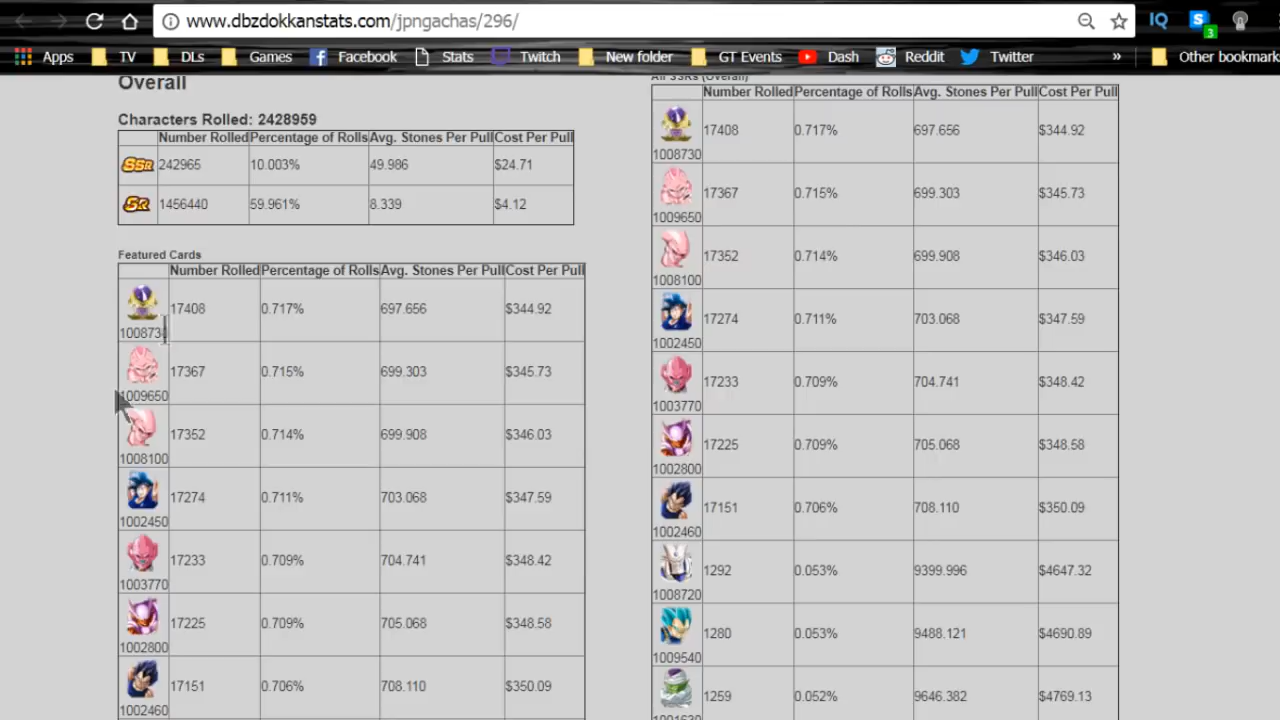 www.dbzdokkanstats.com/jpngachas/296/
IQ
S
3
Apps TV DLs Games Facebook Stats Twitch New folder GT Events Dash Reddit Twitter » Other bookmark
Overall
Characters Rolled: 2428959
Number Rolled Percentage of Rolls Avg. Stones Per Pull Cost Per Pull
SSR 242965 10.003% 49.986 $24.71
SR 1456440 59.961% 8.339 $4.12
Featured Cards
Number Rolled Percentage of Rolls Avg. Stones Per Pull Cost Per Pull
17408 0.717% 697.656 $344.92
1008730
17367 0.715% 699.303 $345.73
1009650
17352 0.714% 699.908 $346.03
1008100
17274 0.711% 703.068 $347.59
1002450
17233 0.709% 704.741 $348.42
1003770
17225 0.709% 705.068 $348.58
1002800
17151 0.706% 708.110 $350.09
1002460
All SSRs (Overall)
Number Rolled Percentage of Rolls Avg. Stones Per Pull Cost Per Pull
17408 0.717% 697.656 $344.92
1008730
17367 0.715% 699.303 $345.73
1009650
17352 0.714% 699.908 $346.03
1008100
17274 0.711% 703.068 $347.59
1002450
17233 0.709% 704.741 $348.42
1003770
17225 0.709% 705.068 $348.58
1002800
17151 0.706% 708.110 $350.09
1002460
1292 0.053% 9399.996 $4647.32
1008720
1280 0.053% 9488.121 $4690.89
1009540
1259 0.052% 9646.382 $4769.13